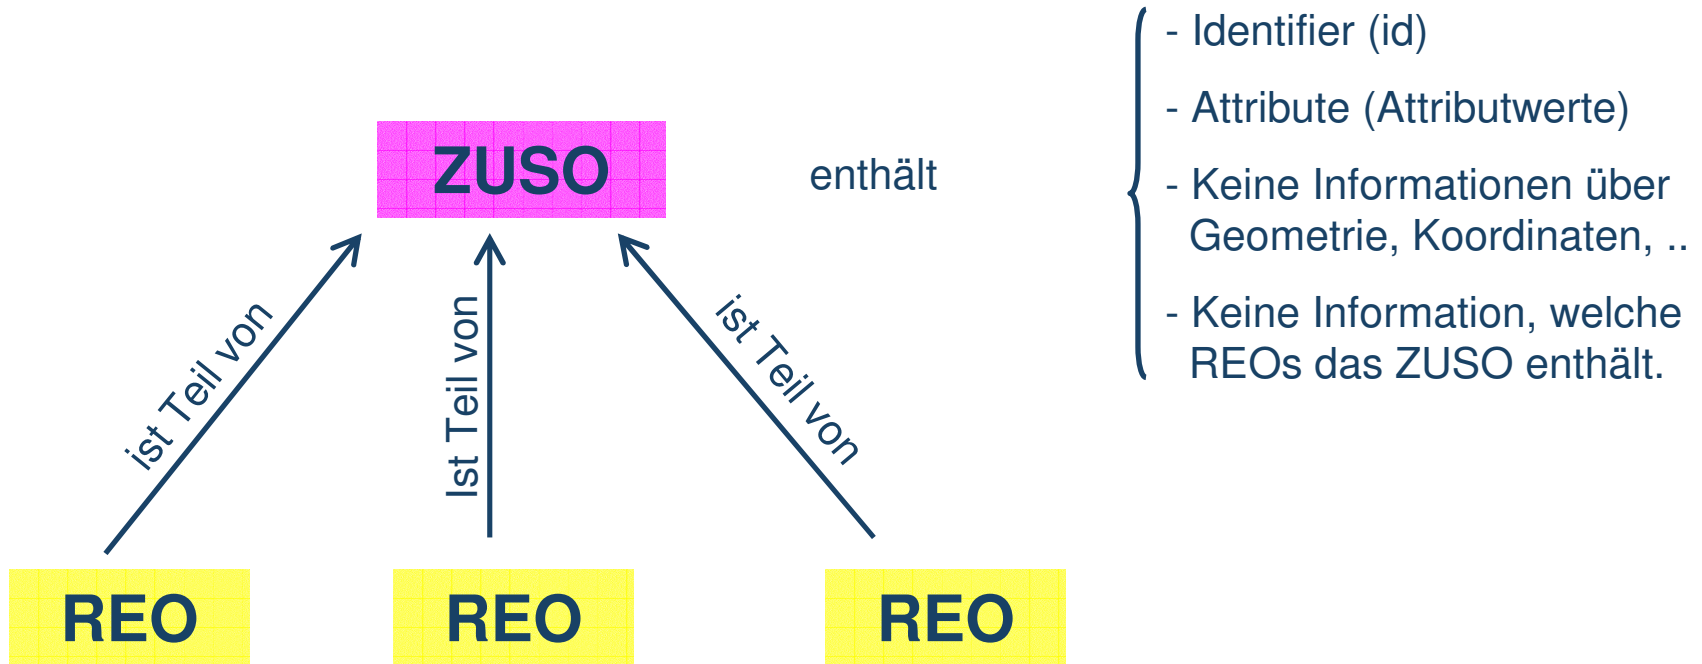 - Identifier (id)
- Attribute (Attributwerte)
ZUSO
enthält
- Keine Informationen über
Geometrie, Koordinaten, ..
- Keine Information, welche
REOs das ZUSO enthält.
ist Teil von
Ist Teil von
ist Teil von
REO
REO
REO